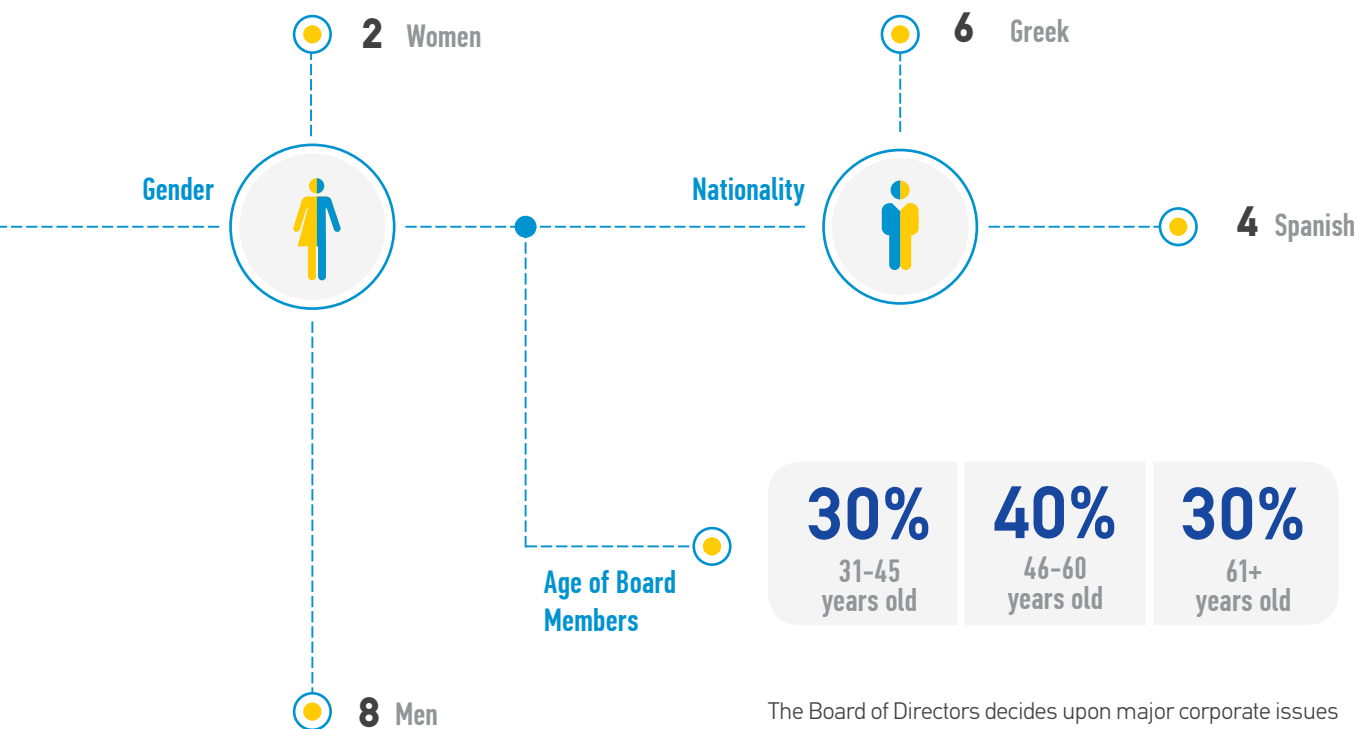 2 Women
6 Greek
Gender
Nationality
4 Spanish
30%
31-45
years old
40%
46-60
years old
30%
61+
years old
Age of Board
Members
8 Men
The Board of Directors decides upon major corporate issues